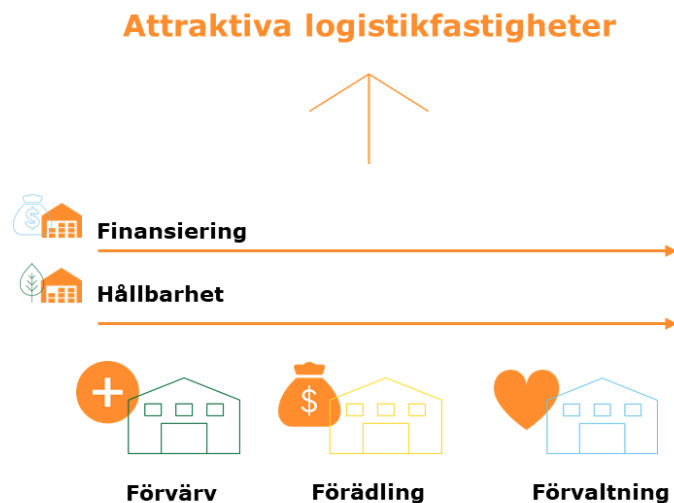 Attraktiva logistikfastigheter
$
Finansiering
Hållbarhet
$
Förvärv
Förädling
Förvaltning